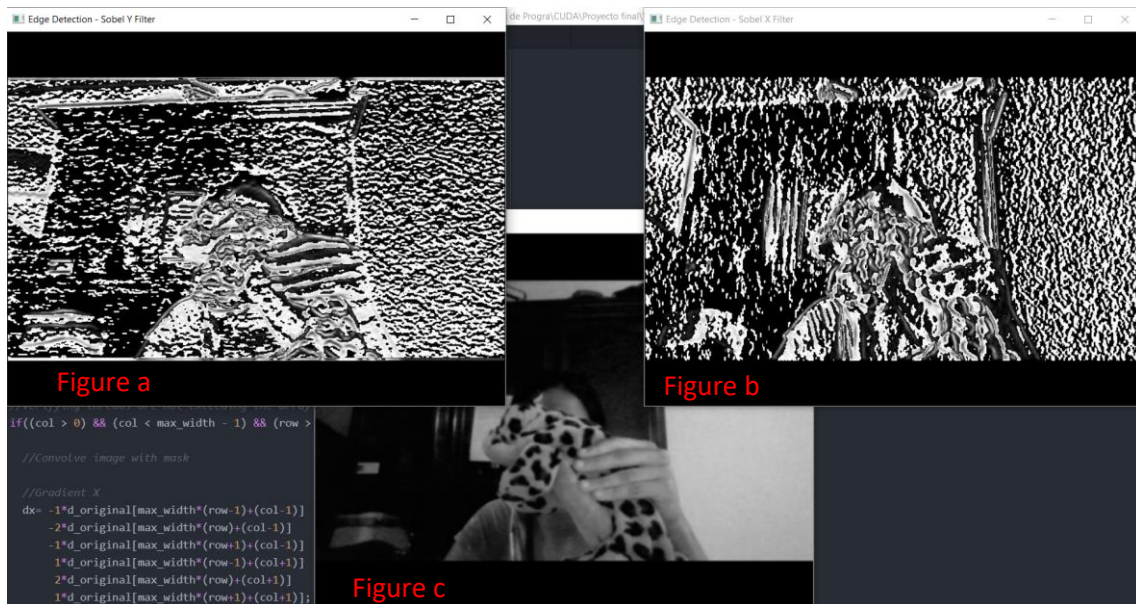 Edge Detection - Sobel Y Filter
de Progra\CUDA\Proyecto final\
Edge Detection - Sobel X Filter
Figure a
Figure b
if((col > 0) && (col < max_width - 1) && (row >
//Convolve image with mask
//Gradient X
dx= -1*d_original[max_width*(row-1)+(col-1)]
-2*d_original[max_width*(row)+(col-1)]
-1*d_original[max_width*(row+1)+(col-1)]
1*d_original[max_width*(row-1)+(col+1)]
2*d_original[max_width*(row)+(col+1)]
1*d_original[max_width*(row+1)+(col+1)];
Figure c